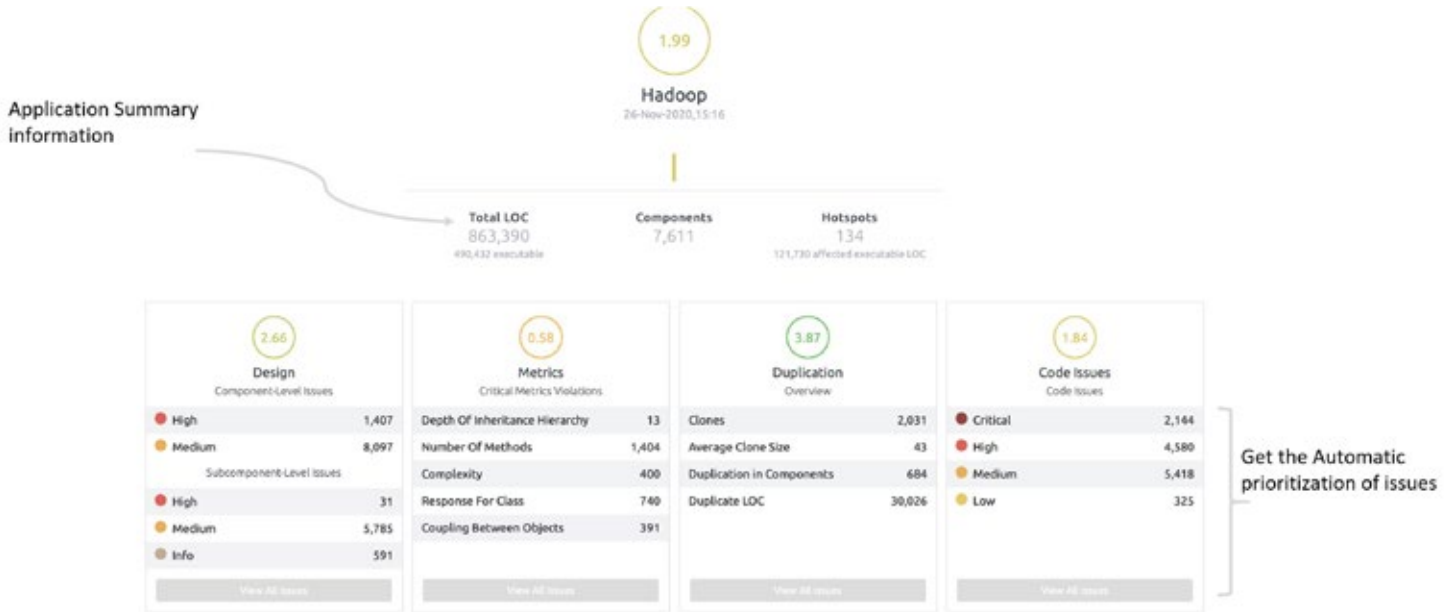 1.99
Hadoop
26-Nov-2020,15:16
Application Summary
information
Total LOC
863,390
490,432 executable
Components
7,611
Hotspots
134
121,730 affected executable LOC
2.66
Design
Component-Level Issues
High 1,407
Medium 8,097
Subcomponent-Level Issues
High 31
Medium 5,785
Info 591
View All Issues
0.58
Metrics
Critical Metrics Violations
Depth Of Inheritance Hierarchy 13
Number Of Methods 1,404
Complexity 400
Response For Class 740
Coupling Between Objects 391
View All Issues
3.87
Duplication
Overview
Clones 2,031
Average Clone Size 43
Duplication in Components 684
Duplicate LOC 30,026
View All Issues
1.84
Code Issues
Code Issues
Critical 2,144
High 4,580
Medium 5,418
Low 325
View All Issues
Get the Automatic
prioritization of issues